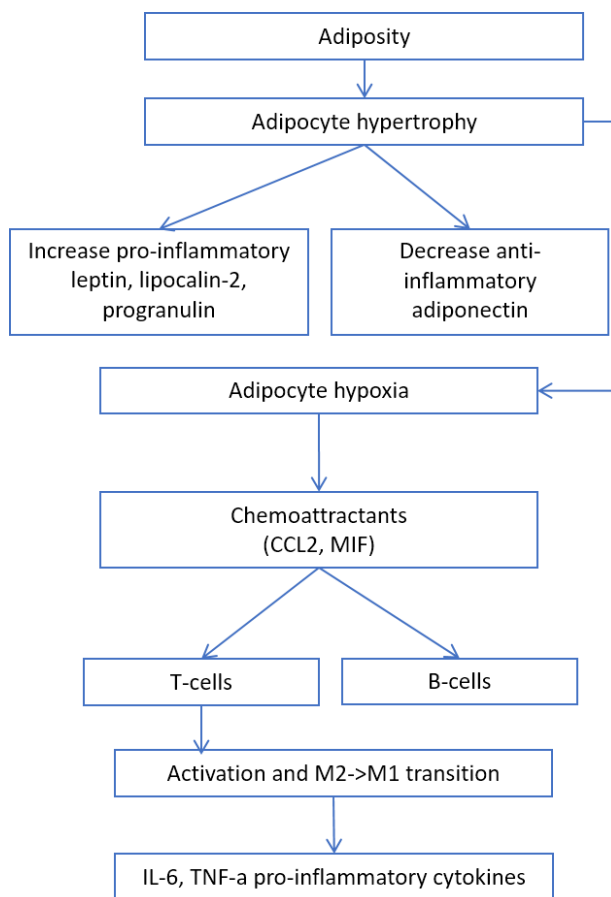 Adiposity
Adipocyte hypertrophy
Increase pro-inflammatory
leptin, lipocalin-2,
progranulin
Decrease anti-
inflammatory
adiponectin
Adipocyte hypoxia
Chemoattractants
(CCL2, MIF)
T-cells
B-cells
Activation and M2->M1 transition
IL-6, TNF-a pro-inflammatory cytokines